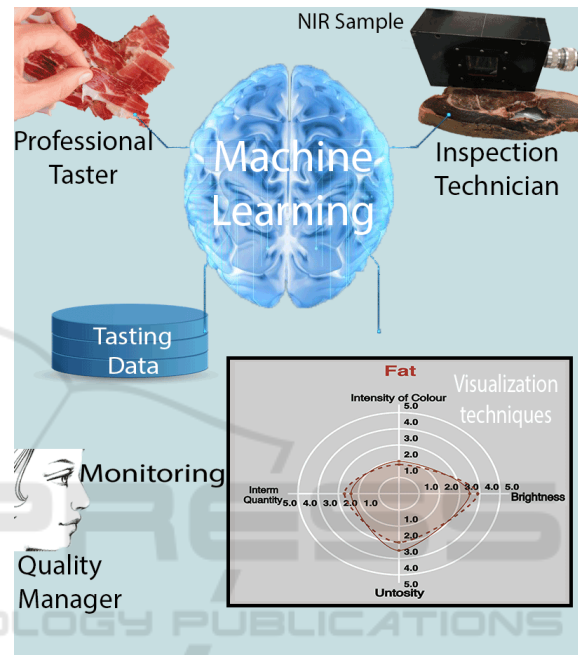 NIR Sample
Professional
Taster
Machine
Learning
Inspection
Technician
Tasting
Data
Fat
Visualization
techniques
Intensity of Colour
5.0
4.0
3.0
2.0
1.0
Interm
Quantity
5.0 4.0 3.0 2.0 1.0
1.0 2.0 3.0 4.0 5.0
Brightness
1.0
2.0
3.0
4.0
5.0
Untosity
Monitoring
Quality
Manager
PRESS
OLOGY PUBLICATIONS